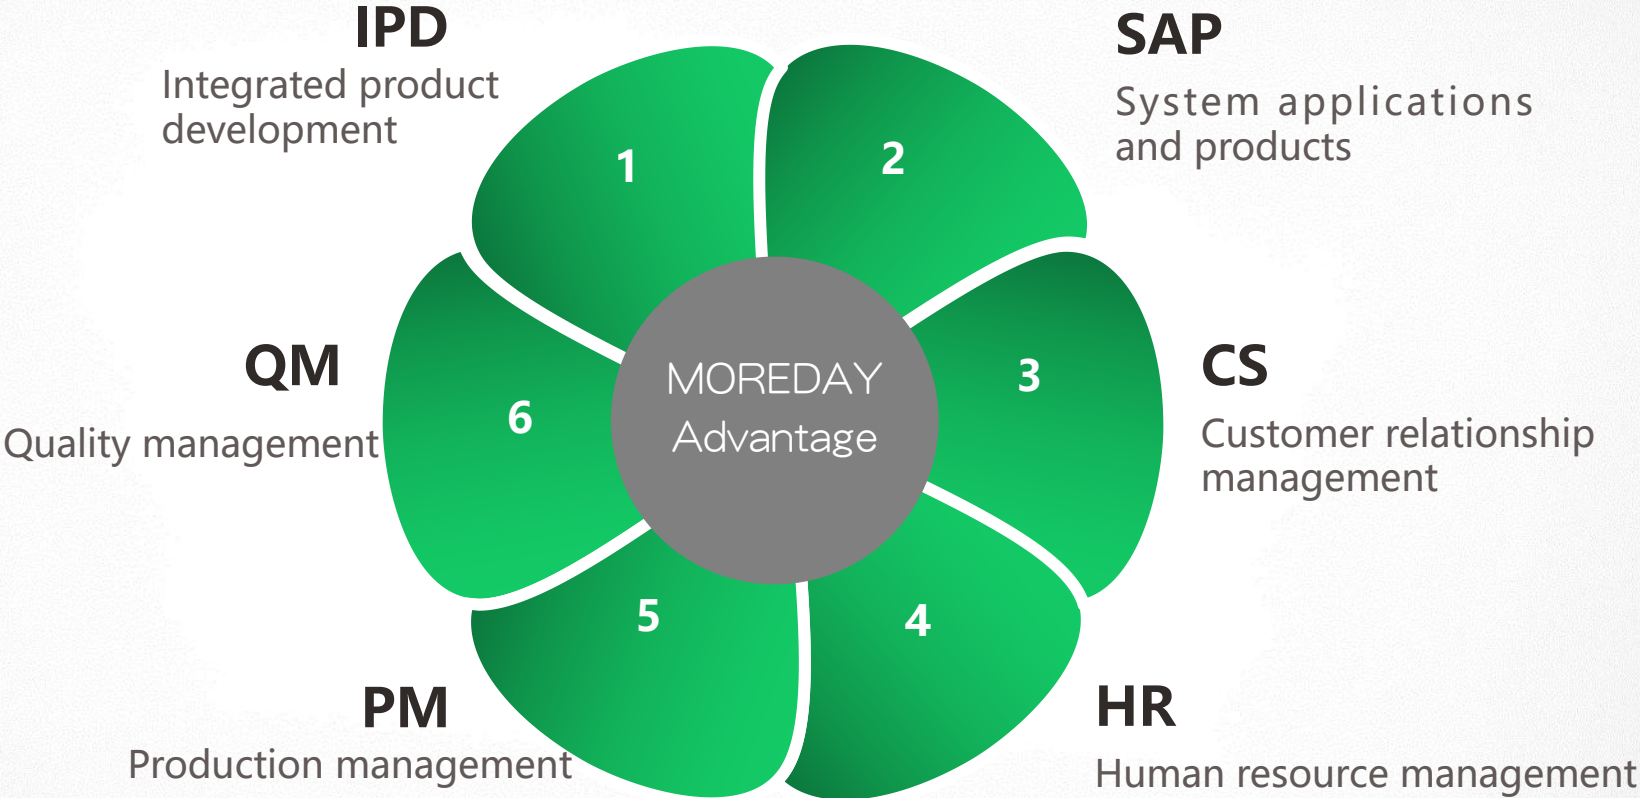 IPD
Integrated product
development
1
SAP
System applications
and products
2
CS
Customer relationship
management
3
HR
Human resource management
4
PM
Production management
5
QM
Quality management
6
MOREDAY
Advantage